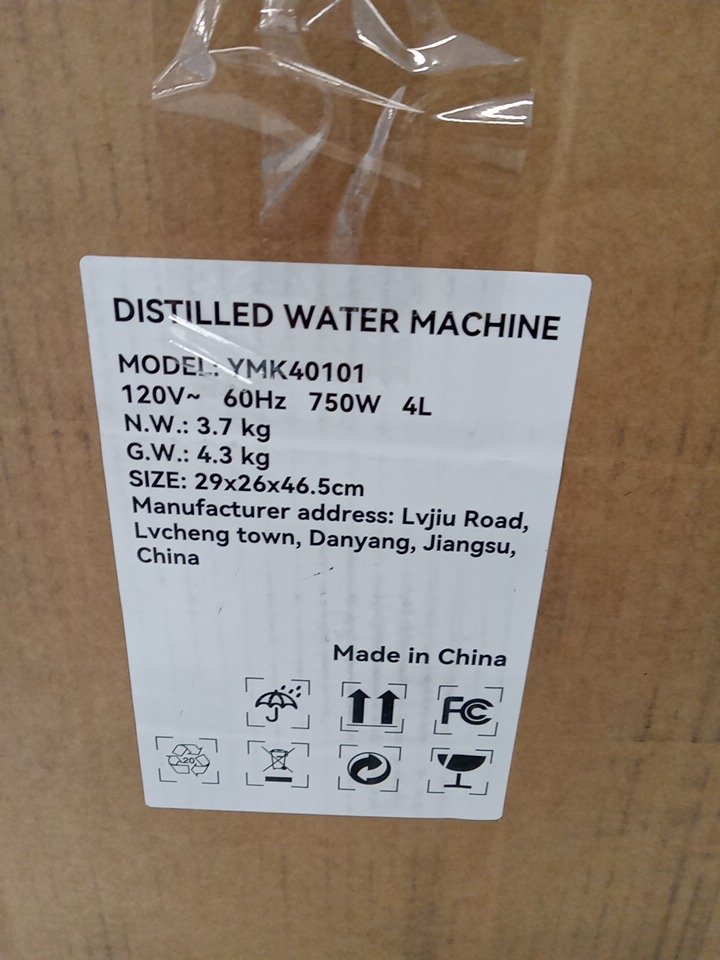 DISTILLED WATER MACHINE
MODEL: YMK40101
120V~ 60Hz 750W 4L
N.W.: 3.7 kg
G.W.: 4.3 kg
SIZE: 29x26x46.5cm
Manufacturer address: Lvjiu Road,
Lvcheng town, Danyang, Jiangsu,
China
Made in China
FC
20